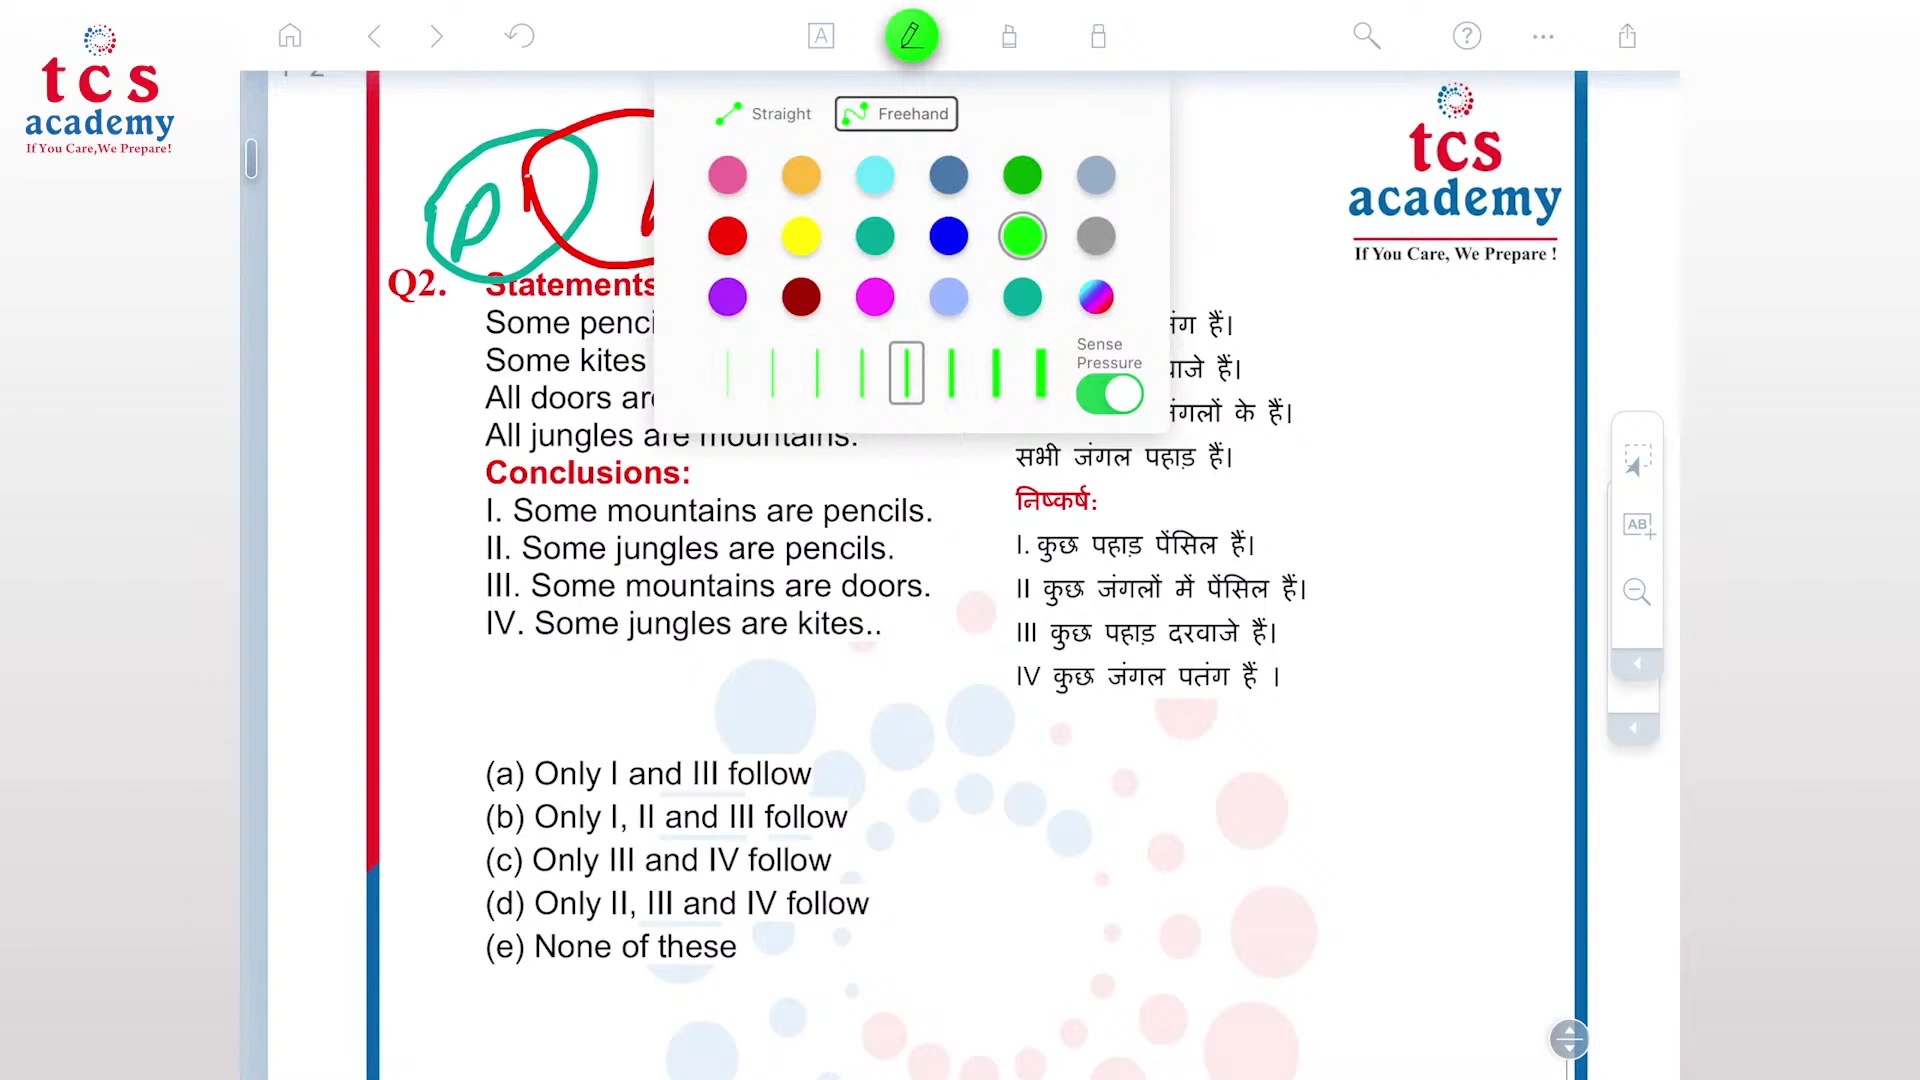 tcs
academy
If You Care,We Prepare!
A
Straight
Freehand
Sense
Pressure
tcs
academy
If You Care, We Prepare !
P
Q2. Statements
Some penci
Some kites
All doors are
All jungles are mountains.
Conclusions:
I. Some mountains are pencils.
II. Some jungles are pencils.
III. Some mountains are doors.
IV. Some jungles are kites..
हैं।
हैं।
के हैं।
सभी जंगल पहाड़ हैं।
निष्कर्ष:
I. कुछ पहाड़ पेंसिल हैं।
II कुछ जंगलों में पेंसिल हैं।
III कुछ पहाड़ दरवाजे हैं।
IV कुछ जंगल पतंग हैं ।
(a) Only I and III follow
(b) Only I, II and III follow
(c) Only III and IV follow
(d) Only II, III and IV follow
(e) None of these
AB